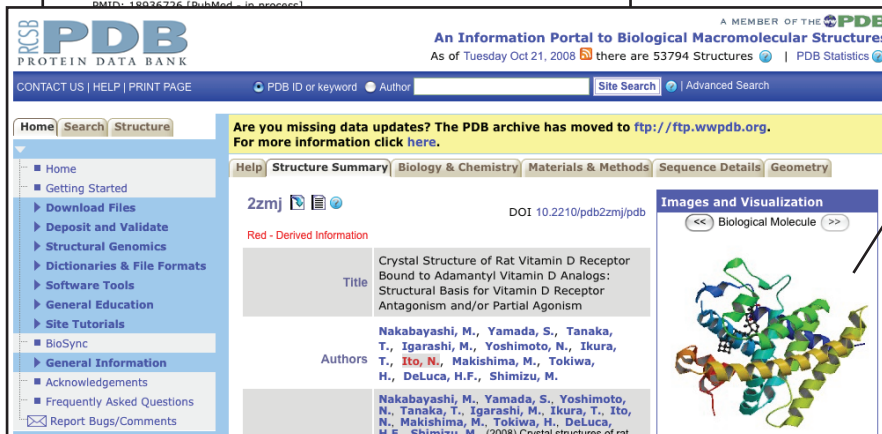 PMID: 18936726 [PubMed - in process]
A MEMBER OF THE PDB
RCSB PDB
PROTEIN DATA BANK
An Information Portal to Biological Macromolecular Structures
As of Tuesday Oct 21, 2008 there are 53794 Structures ? | PDB Statistics ?
CONTACT US | HELP | PRINT PAGE
PDB ID or keyword Author Site Search ? | Advanced Search
Home Search Structure
Are you missing data updates? The PDB archive has moved to ftp://ftp.wwpdb.org.
For more information click here.
Home
Getting Started
Download Files
Deposit and Validate
Structural Genomics
Dictionaries & File Formats
Software Tools
General Education
Site Tutorials
BioSync
General Information
Acknowledgements
Frequently Asked Questions
Report Bugs/Comments
Help Structure Summary Biology & Chemistry Materials & Methods Sequence Details Geometry
2zmj ?
DOI 10.2210/pdb2zmj/pdb
Red - Derived Information
Title
Crystal Structure of Rat Vitamin D Receptor
Bound to Adamantyl Vitamin D Analogs:
Structural Basis for Vitamin D Receptor
Antagonism and/or Partial Agonism
Authors
Nakabayashi, M., Yamada, S., Tanaka,
T., Igarashi, M., Yoshimoto, N., Ikura,
T., Ito, N., Makishima, M., Tokiwa,
H., DeLuca, H.F., Shimizu, M.
Nakabayashi, M., Yamada, S., Yoshimoto,
N., Tanaka, T., Igarashi, M., Ikura, T., Ito,
N., Makishima, M., Tokiwa, H., DeLuca,
H.F., Shimizu, M. (2008) Crystal structures of rat
Images and Visualization
<< Biological Molecule >>